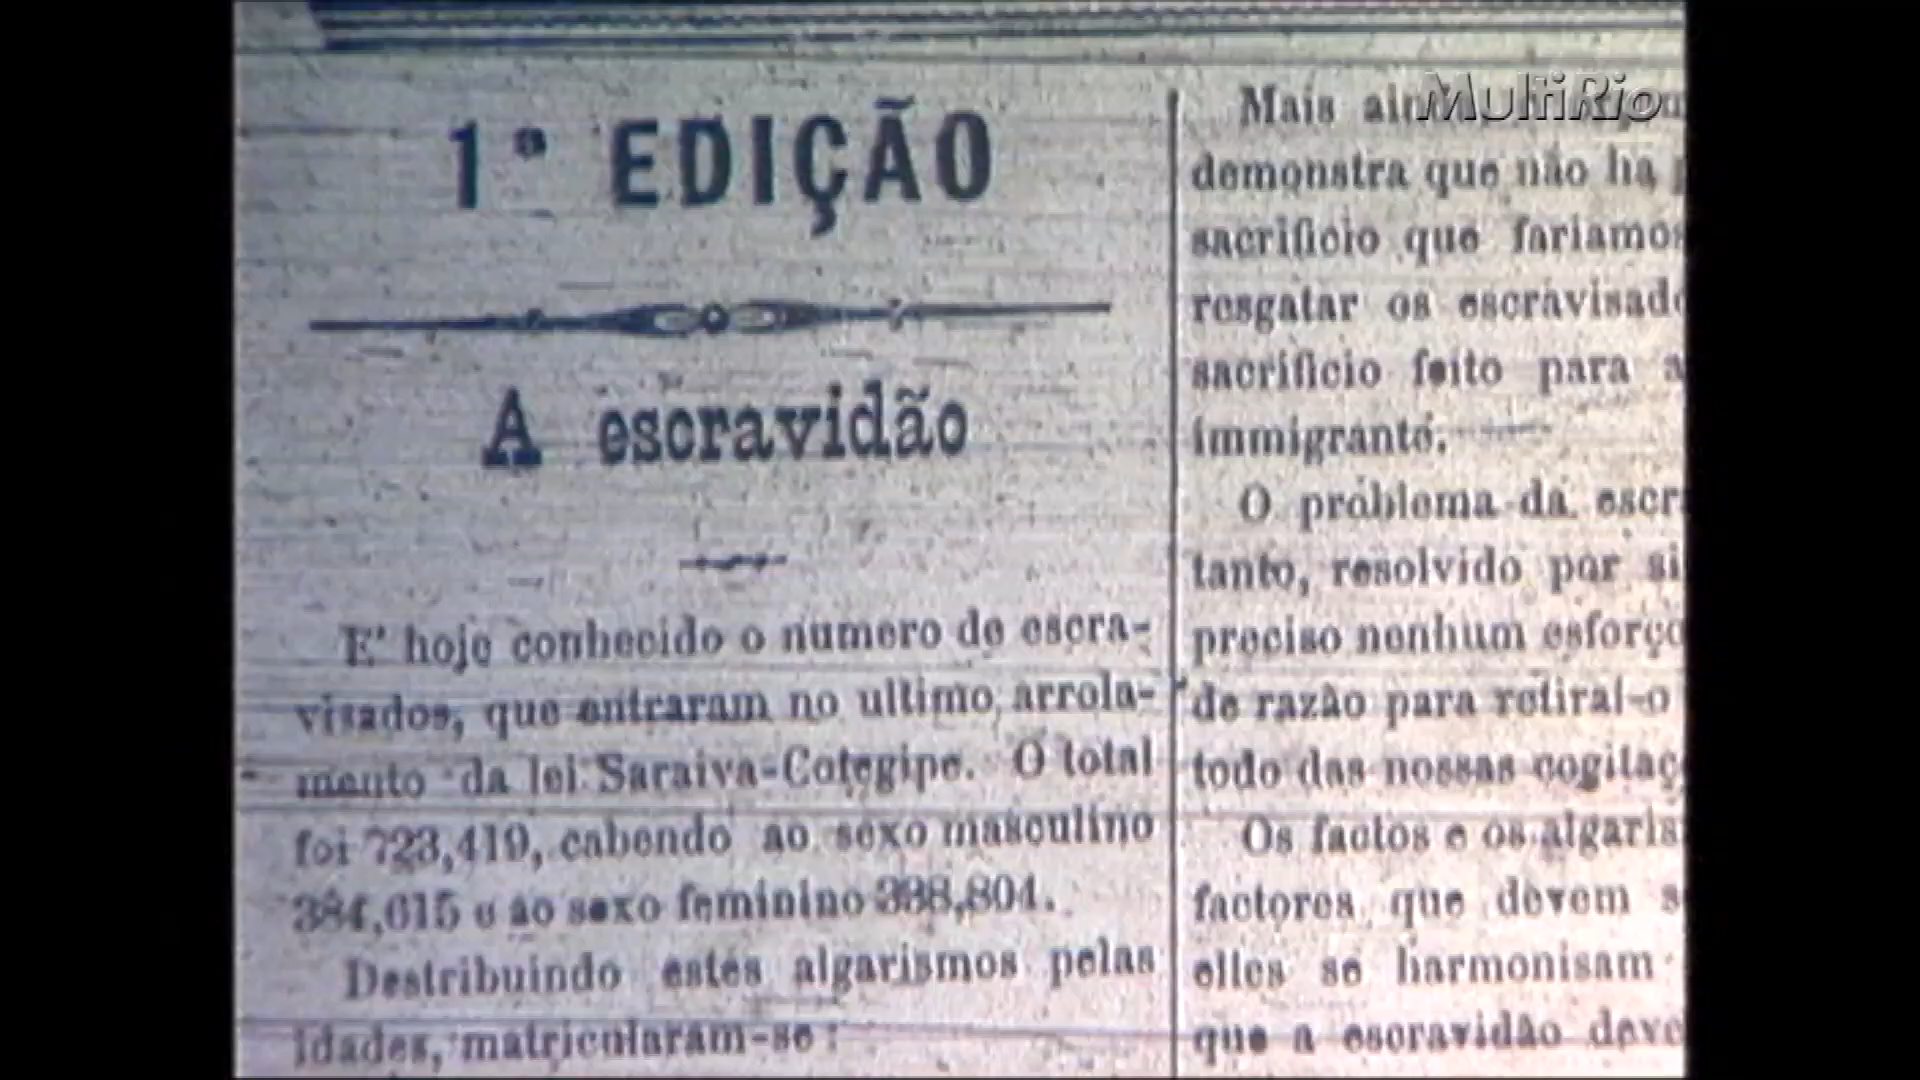 MultiRio
1ª EDIÇÃO
A escravidão
E' hoje conhecido o numero de escra-
visados, que entraram no ultimo arrola-
mento da lei Saraiva-Cotegipe. O total
foi 723,419, cabendo ao sexo masculino
384,615 e ao sexo feminino 338,804.
Destribuindo estes algarismos pelas
idades, matricularam-se:
Mais
demonstra que não ha
sacrificio que fariamos
resgatar os escravisado
sacrificio feito para a
immigrante.
O problema da escra
tanto, resolvido por si
preciso nenhum esforço
de razão para retiral-o
todo das nossas cogitaç
Os factos e os algaris
factores que devem s
elles se harmonisam
que a escravidão deve